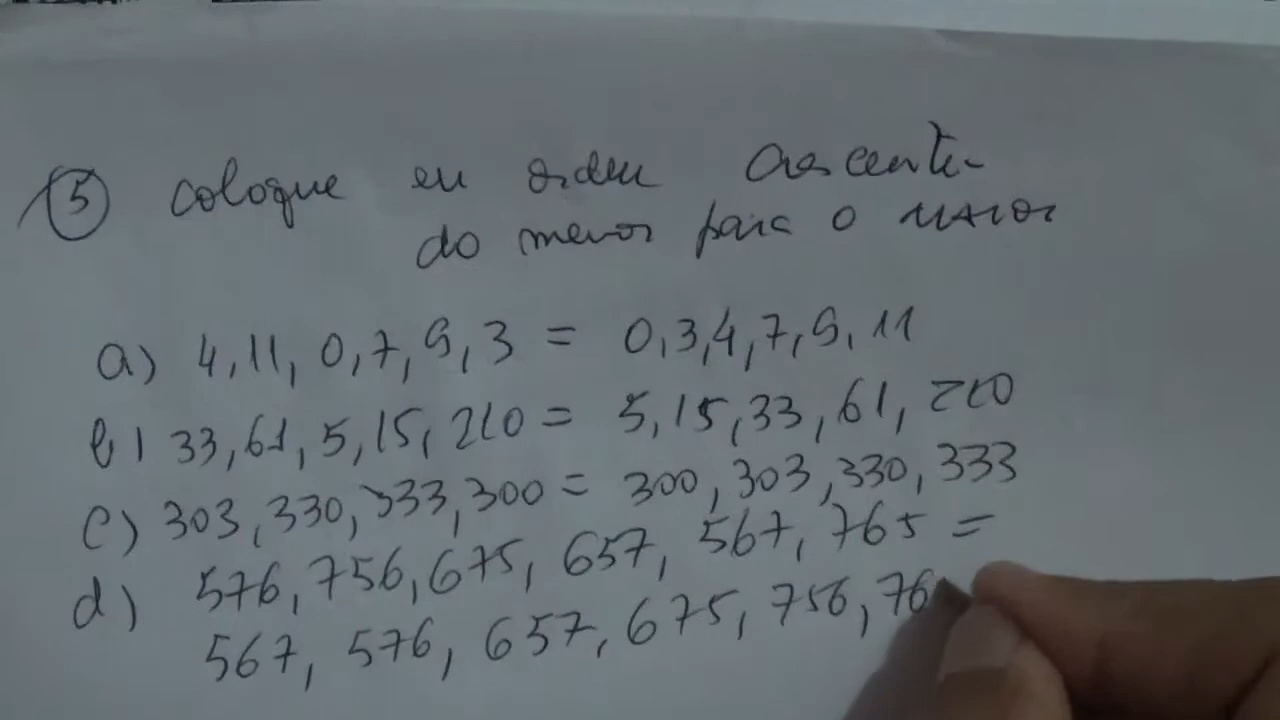 5 Coloque em ordem crescente-
do menor para o MAIOR
a) 4, 11, 0, 7, 9, 3 = 0, 3, 4, 7, 9, 11
b) 33, 61, 5, 15, 210 = 5, 15, 33, 61, 210
c) 303, 330, 333, 300 = 300, 303, 330, 333
d) 576, 756, 675, 657, 567, 765 =
567, 576, 657, 675, 756, 76